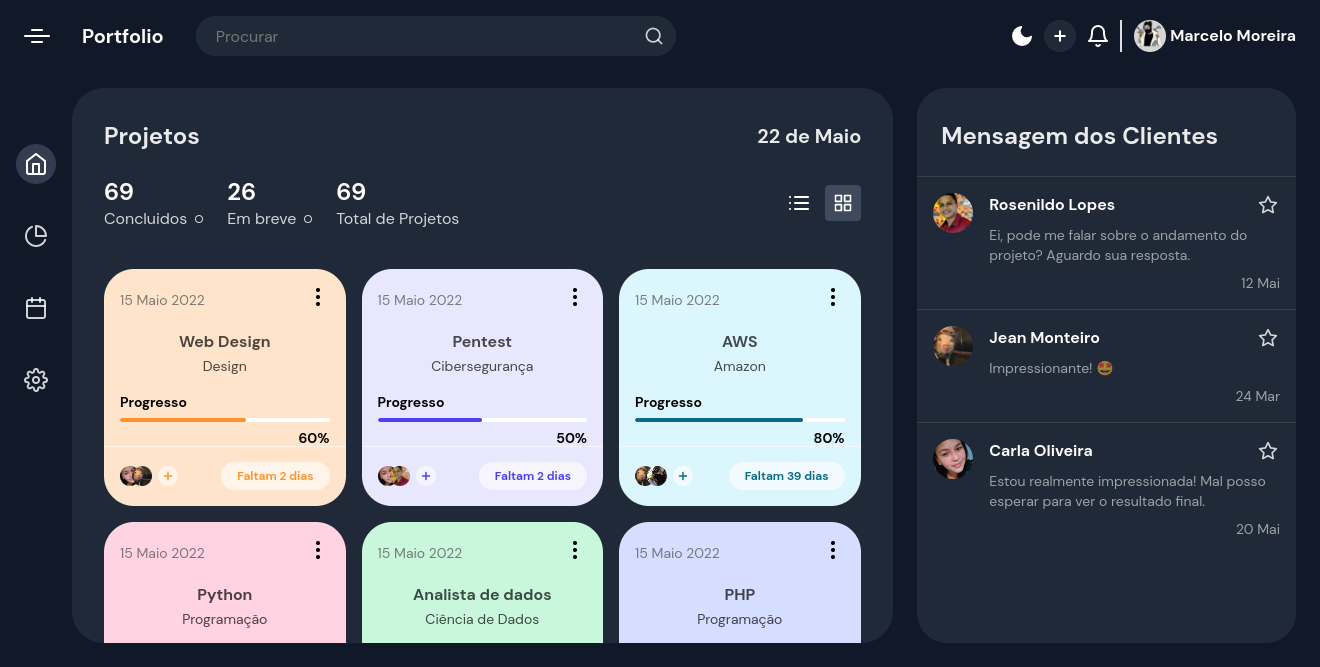 Portfolio
Procurar
Marcelo Moreira
Projetos
22 de Maio
69
Concluidos
26
Em breve
69
Total de Projetos
15 Maio 2022
Web Design
Design
Progresso
60%
Faltam 2 dias
15 Maio 2022
Pentest
Cibersegurança
Progresso
50%
Faltam 2 dias
15 Maio 2022
AWS
Amazon
Progresso
80%
Faltam 39 dias
15 Maio 2022
Python
Programação
15 Maio 2022
Analista de dados
Ciência de Dados
15 Maio 2022
PHP
Programação
Mensagem dos Clientes
Rosenildo Lopes
Ei, pode me falar sobre o andamento do
projeto? Aguardo sua resposta.
12 Mai
Jean Monteiro
Impressionante! 🤩
24 Mar
Carla Oliveira
Estou realmente impressionada! Mal posso
esperar para ver o resultado final.
20 Mai